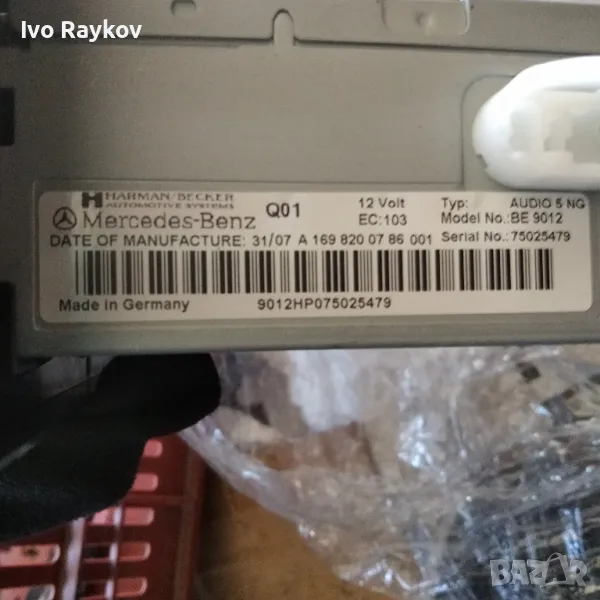 Ivo Raykov
HARMAN/BECKER
AUTOMOTIVE SYSTEMS
Mercedes-Benz Q01 12 Volt EC:103 Typ: AUDIO 5 NG Model No.: BE 9012
DATE OF MANUFACTURE: 31/07 A 169 820 07 86 001 Serial No.: 75025479
Made in Germany 9012HP075025479
BAZAR